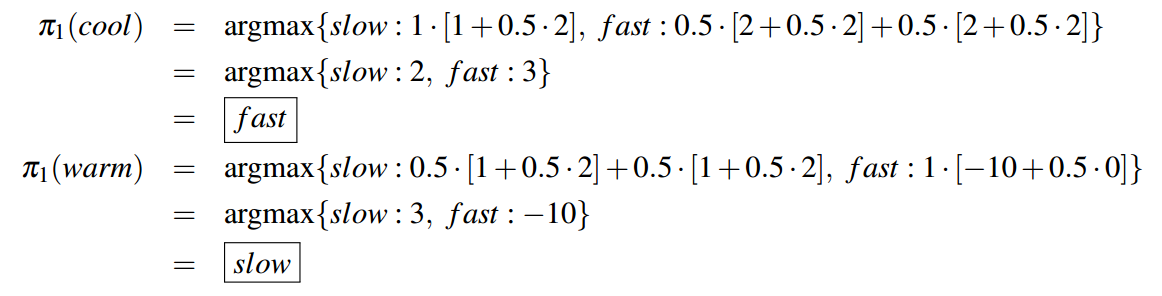 π₁(cool) = argmax{slow : 1 · [1 + 0.5 · 2], fast : 0.5 · [2 + 0.5 · 2] + 0.5 · [2 + 0.5 · 2]}
= argmax{slow : 2, fast : 3}
= fast
π₁(warm) = argmax{slow : 0.5 · [1 + 0.5 · 2] + 0.5 · [1 + 0.5 · 2], fast : 1 · [−10 + 0.5 · 0]}
= argmax{slow : 3, fast : −10}
= slow